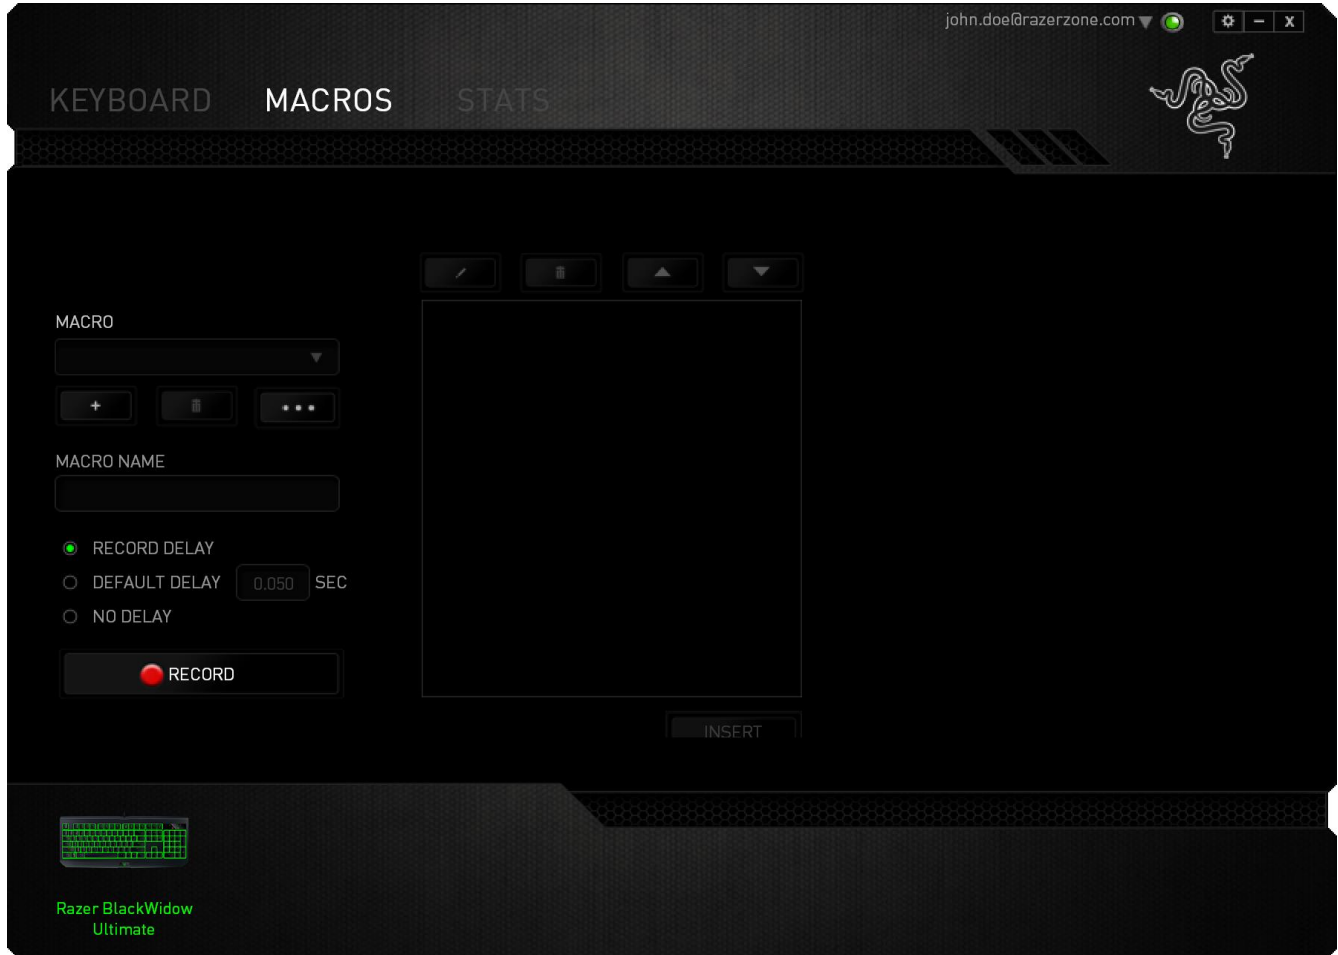 john.doe@razerzone.com
KEYBOARD MACROS STATS
MACRO
MACRO NAME
RECORD DELAY
DEFAULT DELAY 0.050 SEC
NO DELAY
RECORD
INSERT
Razer BlackWidow
Ultimate